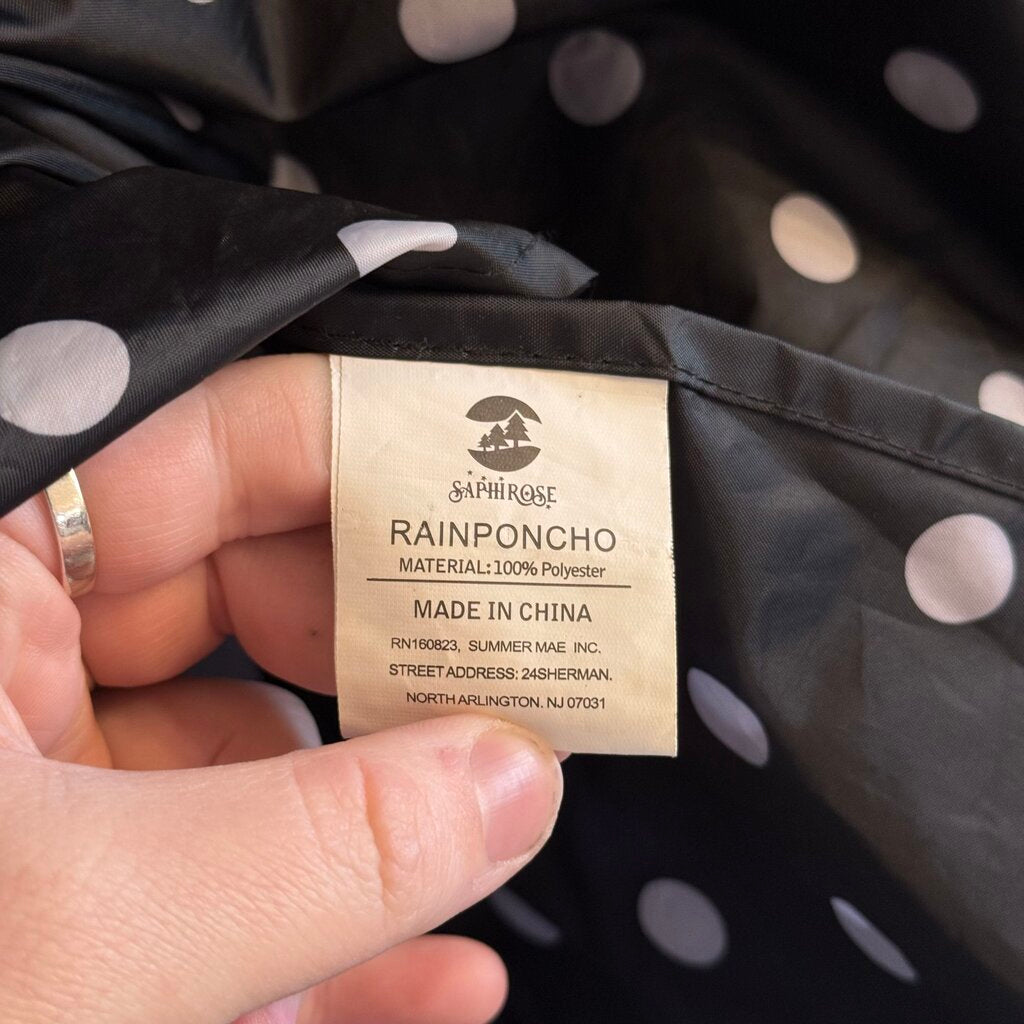 SAPHIROSE
RAINPONCHO
MATERIAL: 100% Polyester
MADE IN CHINA
RN160823, SUMMER MAE INC.
STREET ADDRESS: 24SHERMAN.
NORTH ARLINGTON. NJ 07031